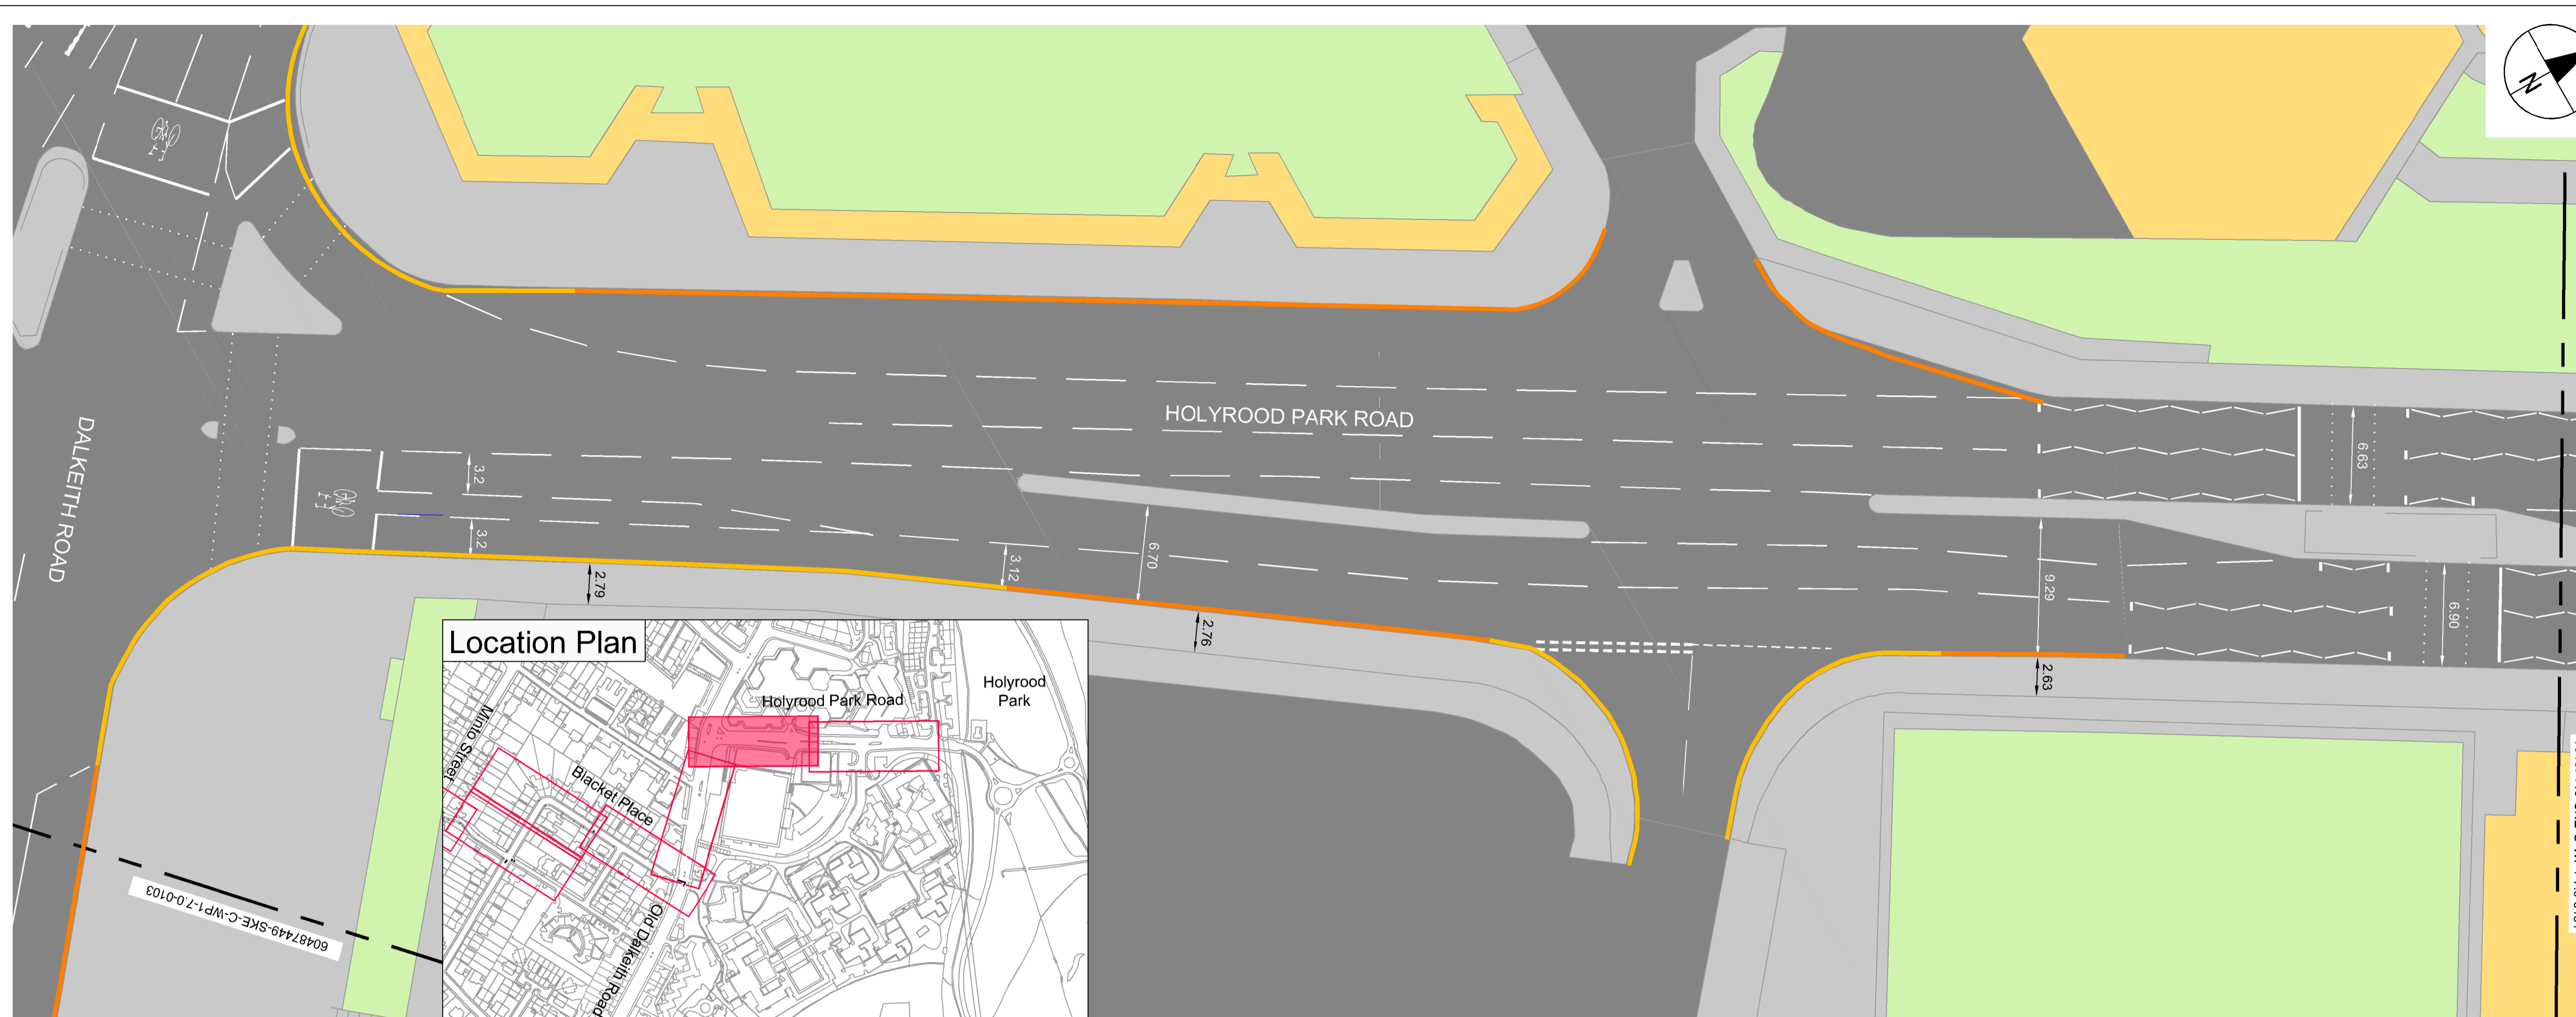 N
HOLYROOD PARK ROAD
DALKEITH ROAD
3.2
3.2
3.12
6.70
2.79
2.76
6.63
9.29
6.90
2.63
Location Plan
Holyrood Park Road
Holyrood
Park
Minto Street
Blacket Place
Old Dalkeith Road
60487449-SKE-C-WP1-7.0-0103